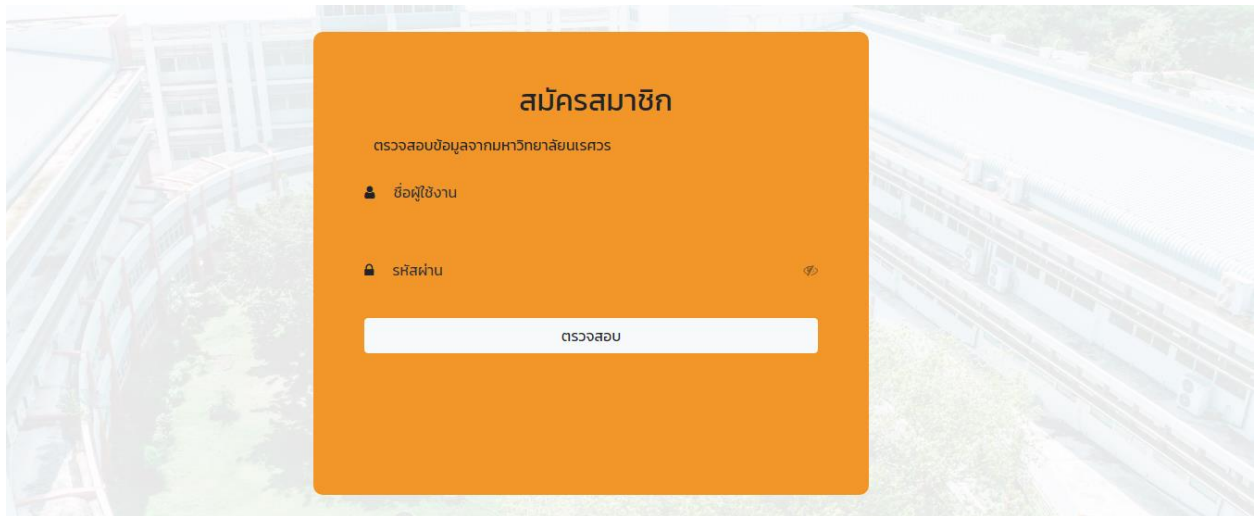 สมัครสมาชิก
ตรวจสอบข้อมูลจากมหาวิทยาลัยนเรศวร
ชื่อผู้ใช้งาน
รหัสผ่าน
ตรวจสอบ